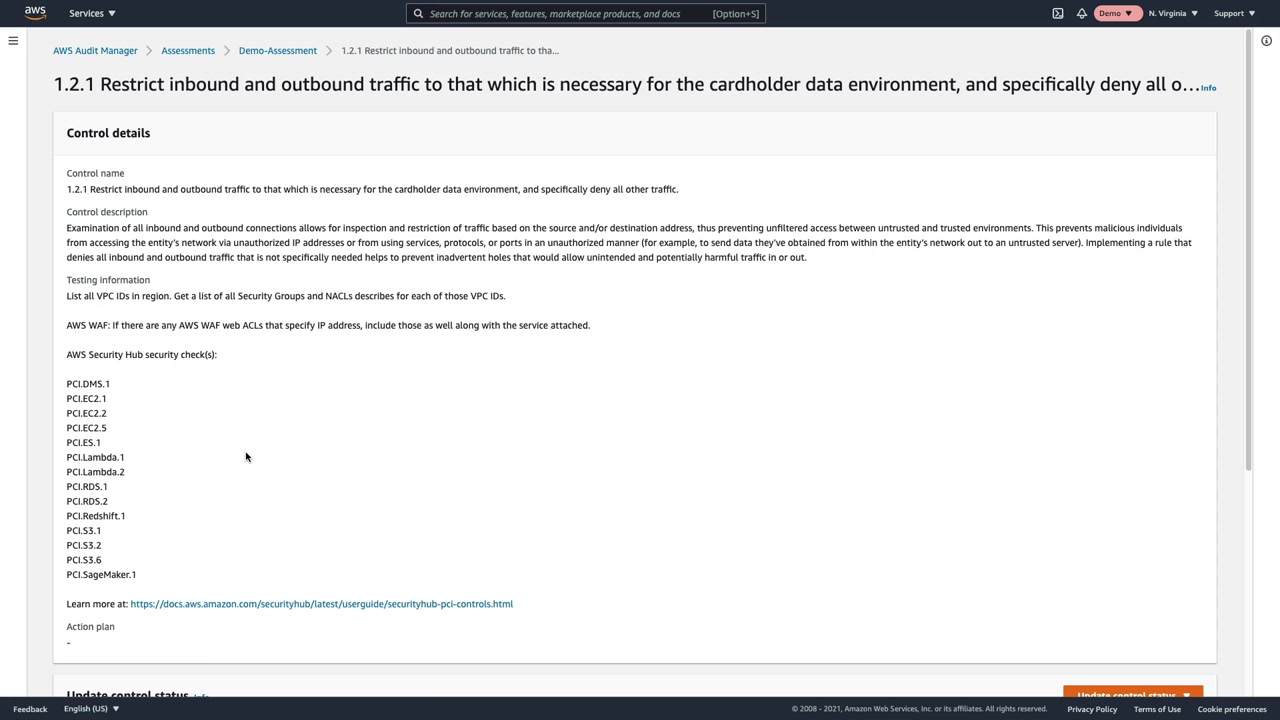 aws Services Search for services, features, marketplace products, and docs [Option+S] Demo N. Virginia Support
AWS Audit Manager Assessments Demo-Assessment 1.2.1 Restrict inbound and outbound traffic to tha...
1.2.1 Restrict inbound and outbound traffic to that which is necessary for the cardholder data environment, and specifically deny all o... Info
Control details
Control name
1.2.1 Restrict inbound and outbound traffic to that which is necessary for the cardholder data environment, and specifically deny all other traffic.
Control description
Examination of all inbound and outbound connections allows for inspection and restriction of traffic based on the source and/or destination address, thus preventing unfiltered access between untrusted and trusted environments. This prevents malicious individuals
from accessing the entity's network via unauthorized IP addresses or from using services, protocols, or ports in an unauthorized manner (for example, to send data they've obtained from within the entity's network out to an untrusted server). Implementing a rule that
denies all inbound and outbound traffic that is not specifically needed helps to prevent inadvertent holes that would allow unintended and potentially harmful traffic in or out.
Testing information
List all VPC IDs in region. Get a list of all Security Groups and NACLs describes for each of those VPC IDs.
AWS WAF: If there are any AWS WAF web ACLs that specify IP address, include those as well along with the service attached.
AWS Security Hub security check(s):
PCI.DMS.1
PCI.EC2.1
PCI.EC2.2
PCI.EC2.5
PCI.ES.1
PCI.Lambda.1
PCI.Lambda.2
PCI.RDS.1
PCI.RDS.2
PCI.Redshift.1
PCI.S3.1
PCI.S3.2
PCI.S3.6
PCI.SageMaker.1
Learn more at: https://docs.aws.amazon.com/securityhub/latest/userguide/securityhub-pci-controls.html
Action plan
-
Update control status Info Update control status
Feedback English (US) © 2008 - 2021, Amazon Web Services, Inc. or its affiliates. All rights reserved. Privacy Policy Terms of Use Cookie preferences